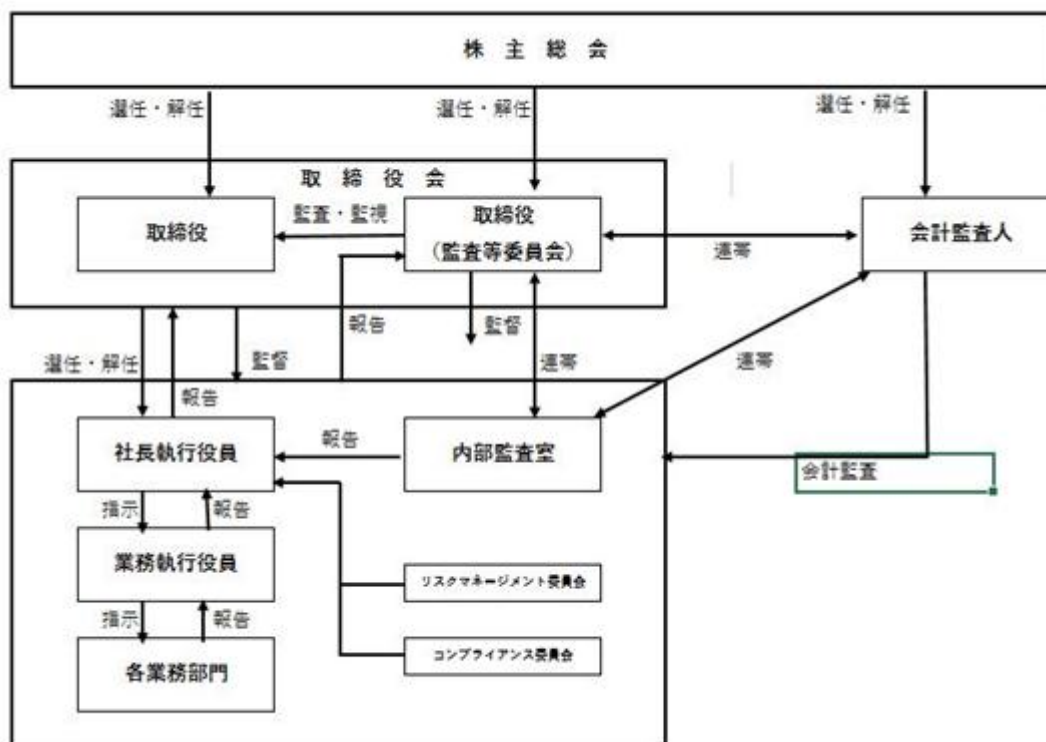 株 主 総 会
選任・解任
選任・解任
選任・解任
取 締 役 会
取締役
監査・監視
取締役
(監査等委員会)
連帯
会計監査人
選任・解任
報告
監督
報告
監督
連帯
連帯
社長執行役員
報告
内部監査室
会計監査
指示
報告
業務執行役員
リスクマネージメント委員会
指示
報告
コンプライアンス委員会
各業務部門